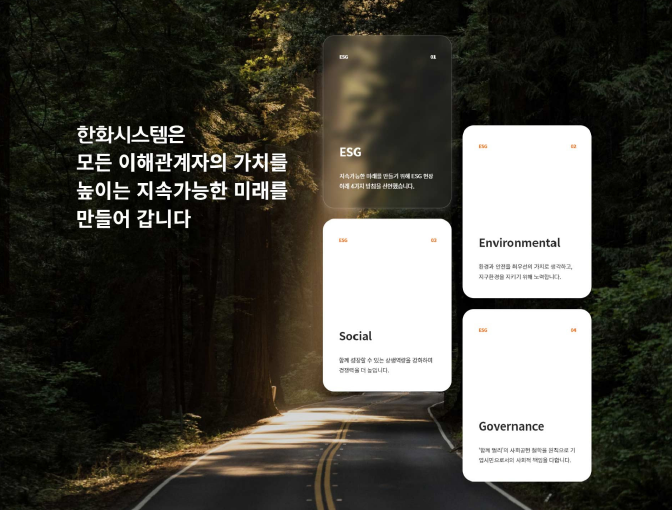 한화시스템은
모든 이해관계자의 가치를
높이는 지속가능한 미래를
만들어 갑니다
ESG 01
ESG
지속가능한 미래를 만들기 위해 ESG 헌장
아래 4가지 방침을 선언했습니다.
ESG 02
Environmental
환경과 안전을 최우선의 가치로 생각하고,
지구환경을 지키기 위해 노력합니다.
ESG 03
Social
함께 성장할 수 있는 상생역량을 강화하며
경쟁력을 더 높입니다.
ESG 04
Governance
'함께 멀리'의 사회공헌 철학을 원칙으로 기
업시민으로서의 사회적 책임을 다합니다.